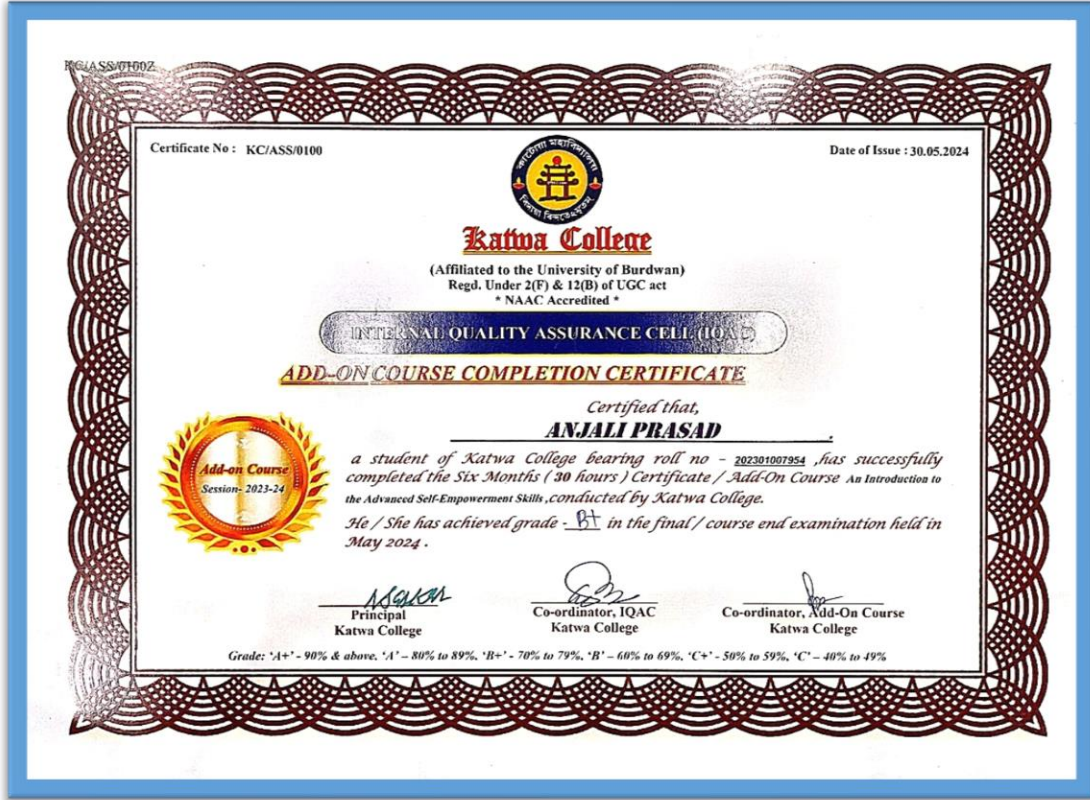 KC/ASS/0100Z
Certificate No : KC/ASS/0100
Date of Issue : 30.05.2024
কাটোয়া মহাবিদ্যালয়
Katwa College
(Affiliated to the University of Burdwan)
Regd. Under 2(F) & 12(B) of UGC act
* NAAC Accredited *
INTERNAL QUALITY ASSURANCE CELL (IQAC)
ADD-ON COURSE COMPLETION CERTIFICATE
Certified that,
ANJALI PRASAD .
Add-on Course
Session- 2023-24
a student of Katwa College bearing roll no - 202301007954 ,has successfully
completed the Six Months ( 30 hours ) Certificate / Add-On Course An Introduction to
the Advanced Self-Empowerment Skills ,conducted by Katwa College.
He / She has achieved grade - B+ in the final / course end examination held in
May 2024 .
Principal
Katwa College
Co-ordinator, IQAC
Katwa College
Co-ordinator, Add-On Course
Katwa College
Grade: ‘A+’ - 90% & above, ‘A’ – 80% to 89%, ‘B+’ - 70% to 79%, ‘B’ – 60% to 69%, ‘C+’ - 50% to 59%, ‘C’ – 40% to 49%